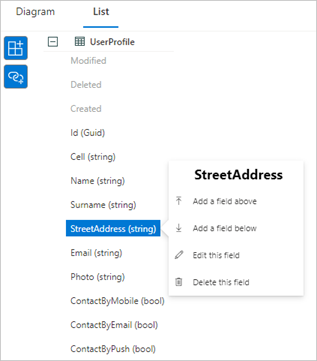 Diagram
List
UserProfile
Modified
Deleted
Created
Id (Guid)
Cell (string)
Name (string)
Surname (string)
StreetAddress (string)
Email (string)
Photo (string)
ContactByMobile (bool)
ContactByEmail (bool)
ContactByPush (bool)
StreetAddress
Add a field above
Add a field below
Edit this field
Delete this field